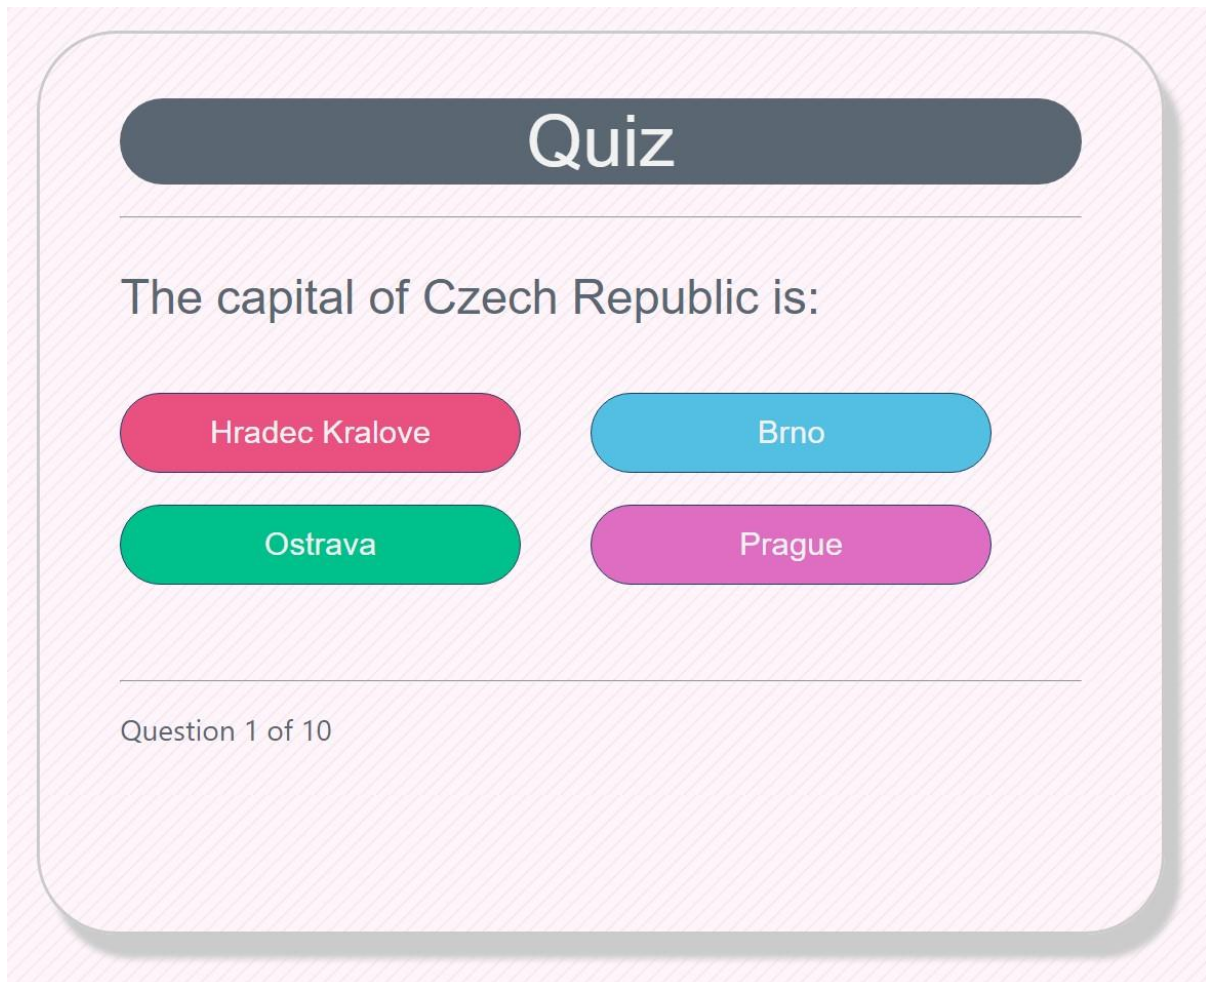 Quiz
The capital of Czech Republic is:
Hradec Kralove
Brno
Ostrava
Prague
Question 1 of 10